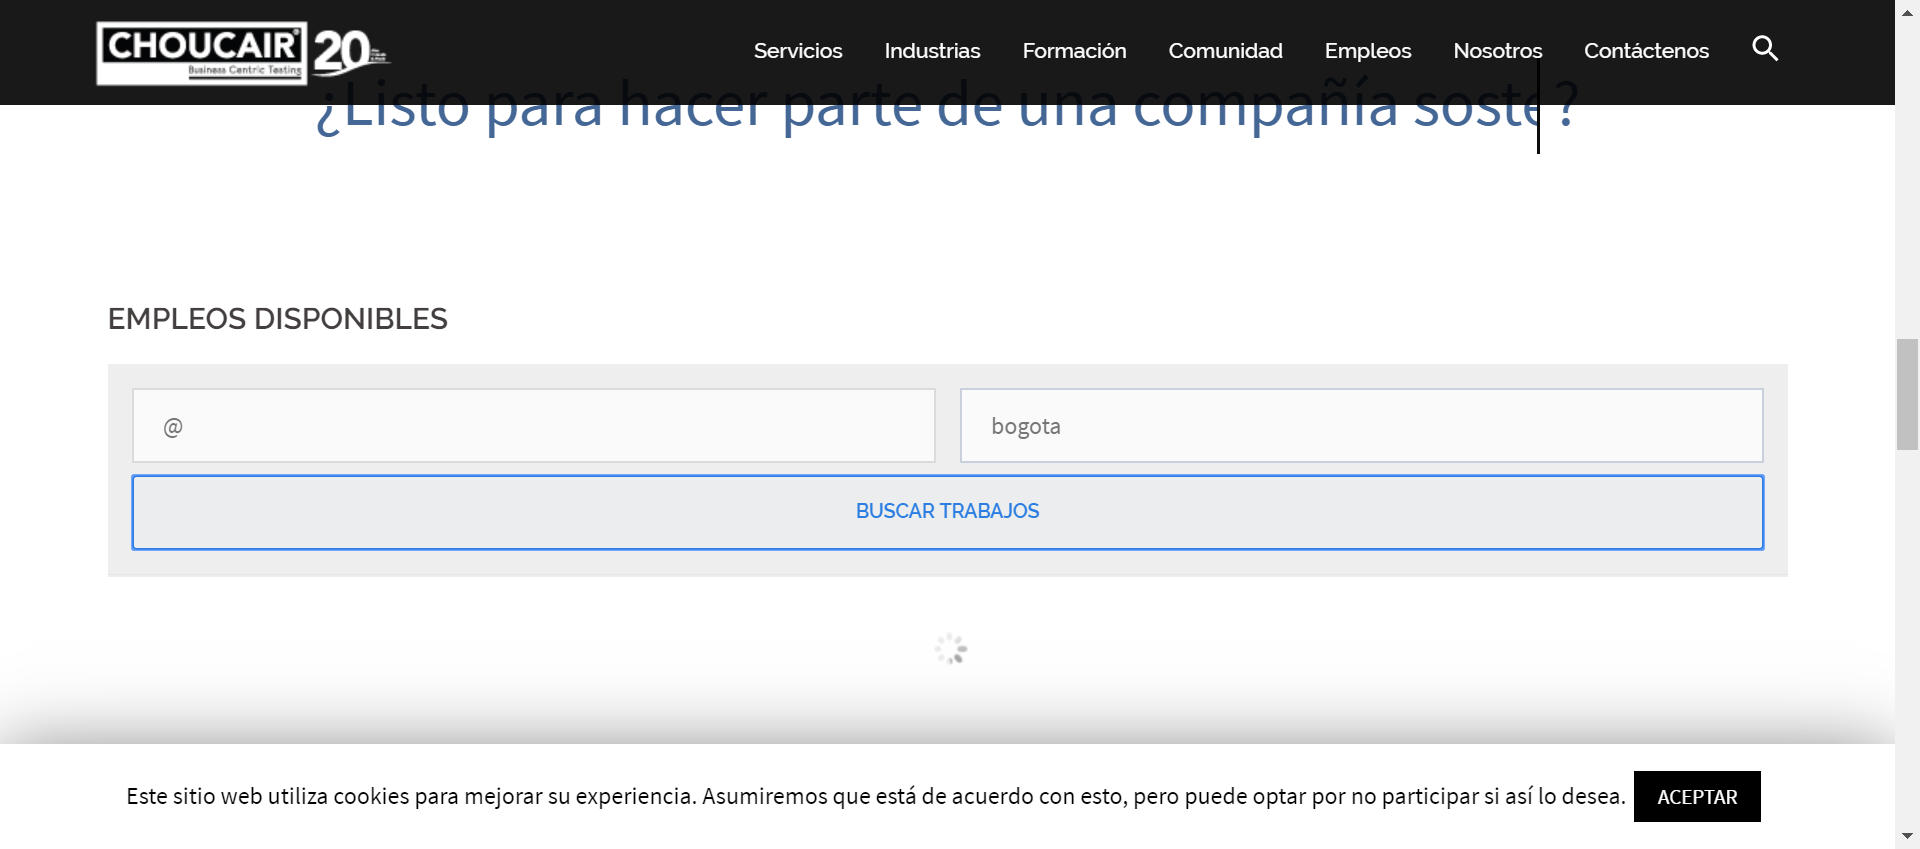 CHOUCAIR
Business Centric Testing
20
Servicios
Industrias
Formación
Comunidad
Empleos
Nosotros
Contáctenos
¿Listo para hacer parte de una compañía soste?
EMPLEOS DISPONIBLES
@
bogota
BUSCAR TRABAJOS
Este sitio web utiliza cookies para mejorar su experiencia. Asumiremos que está de acuerdo con esto, pero puede optar por no participar si así lo desea.
ACEPTAR